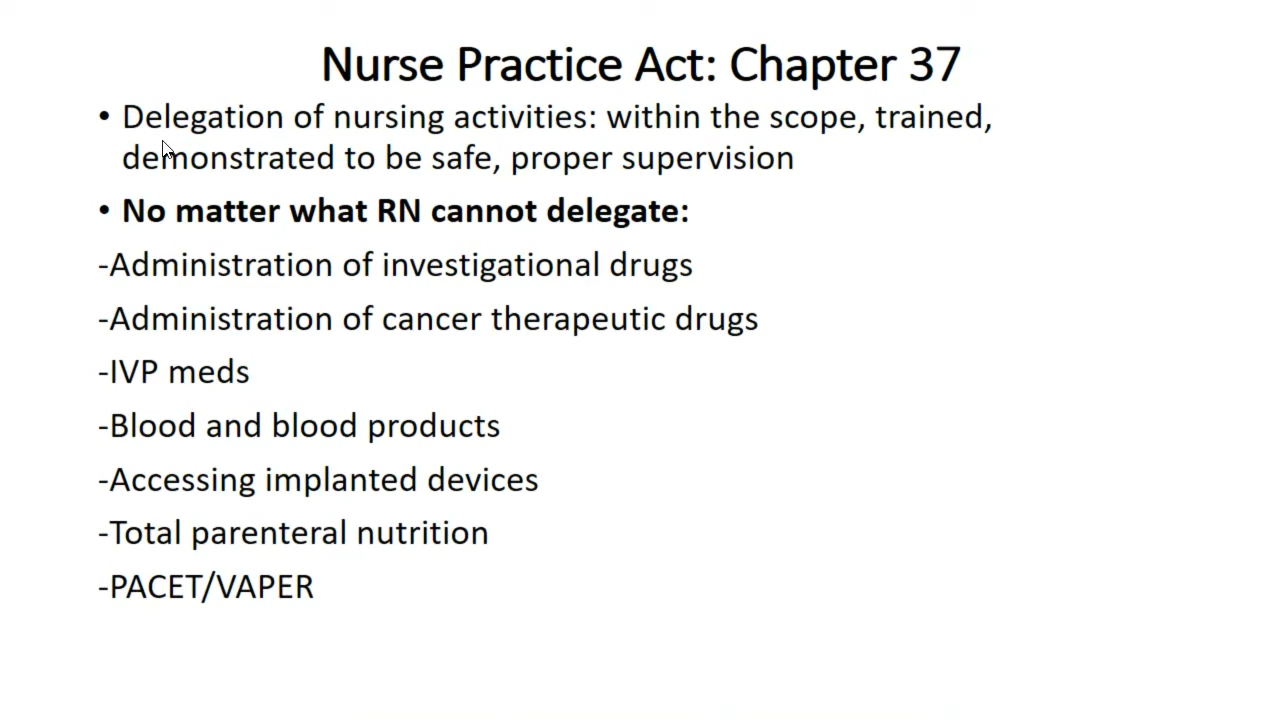 Nurse Practice Act: Chapter 37
• Delegation of nursing activities: within the scope, trained,
demonstrated to be safe, proper supervision
• No matter what RN cannot delegate:
-Administration of investigational drugs
-Administration of cancer therapeutic drugs
-IVP meds
-Blood and blood products
-Accessing implanted devices
-Total parenteral nutrition
-PACET/VAPER